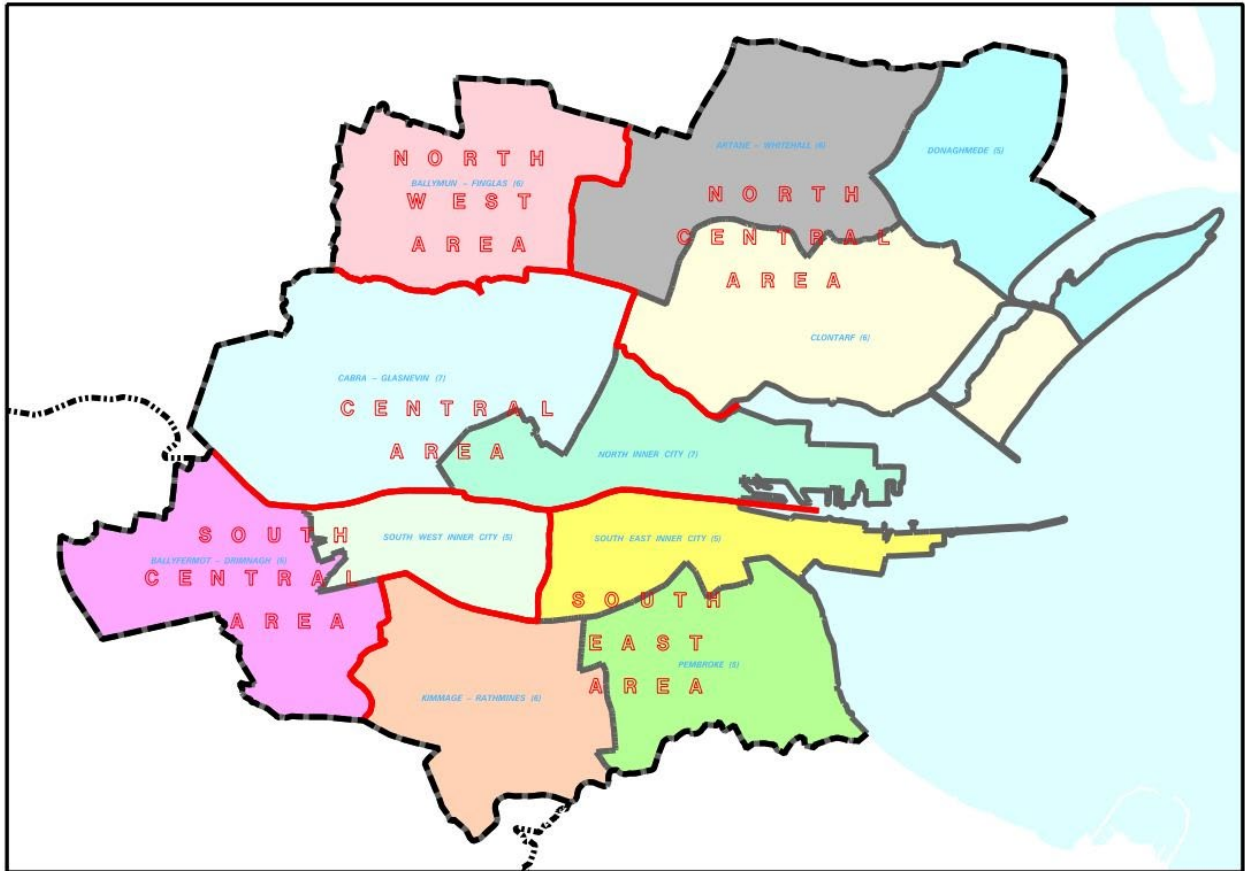 N O R T H
BALLYMUN – FINGLAS (6)
W E S T
A R E A
ARTANE – WHITEHALL (6)
DONAGHMEDE (5)
N O R T H
C E N T R A L
A R E A
CLONTARF (6)
CABRA – GLASNEVIN (7)
C E N T R A L
A R E A
NORTH INNER CITY (7)
S O U T H
BALLYFERMOT – DRIMNAGH (5)
C E N T R A L
A R E A
SOUTH WEST INNER CITY (5)
SOUTH EAST INNER CITY (5)
S O U T H
E A S T
PEMBROKE (5)
A R E A
KIMMAGE – RATHMINES (6)